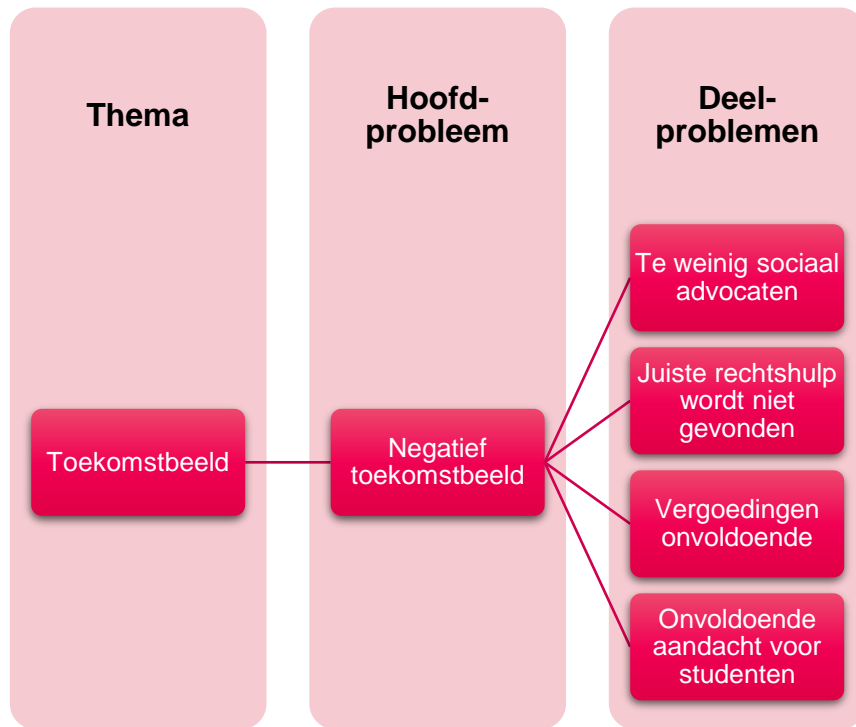 Thema
Hoofd-
probleem
Deel-
problemen
Toekomstbeeld
Negatief
toekomstbeeld
Te weinig sociaal
advocaten
Juiste rechtshulp
wordt niet
gevonden
Vergoedingen
onvoldoende
Onvoldoende
aandacht voor
studenten